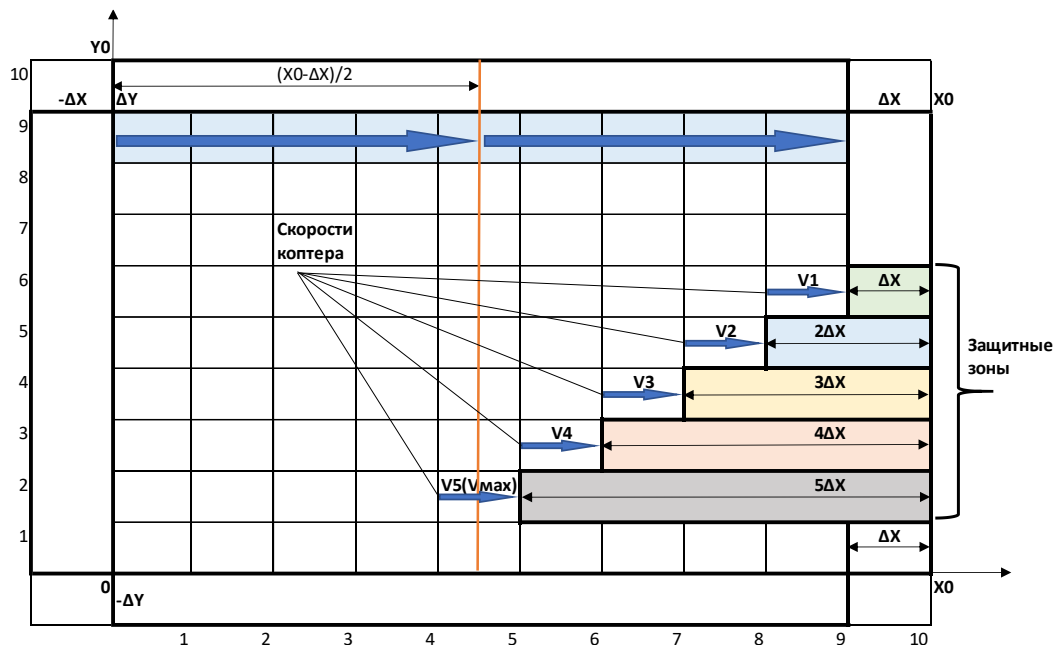 Y0
10
(X0-ΔX)/2
-ΔX
ΔY
ΔX
X0
9
8
7
Скорости
коптера
6
V1
ΔX
5
V2
2ΔX
Защитные
зоны
4
V3
3ΔX
3
V4
4ΔX
2
V5(Vмах)
5ΔX
1
ΔX
0
-ΔY
X0
1 2 3 4 5 6 7 8 9 10